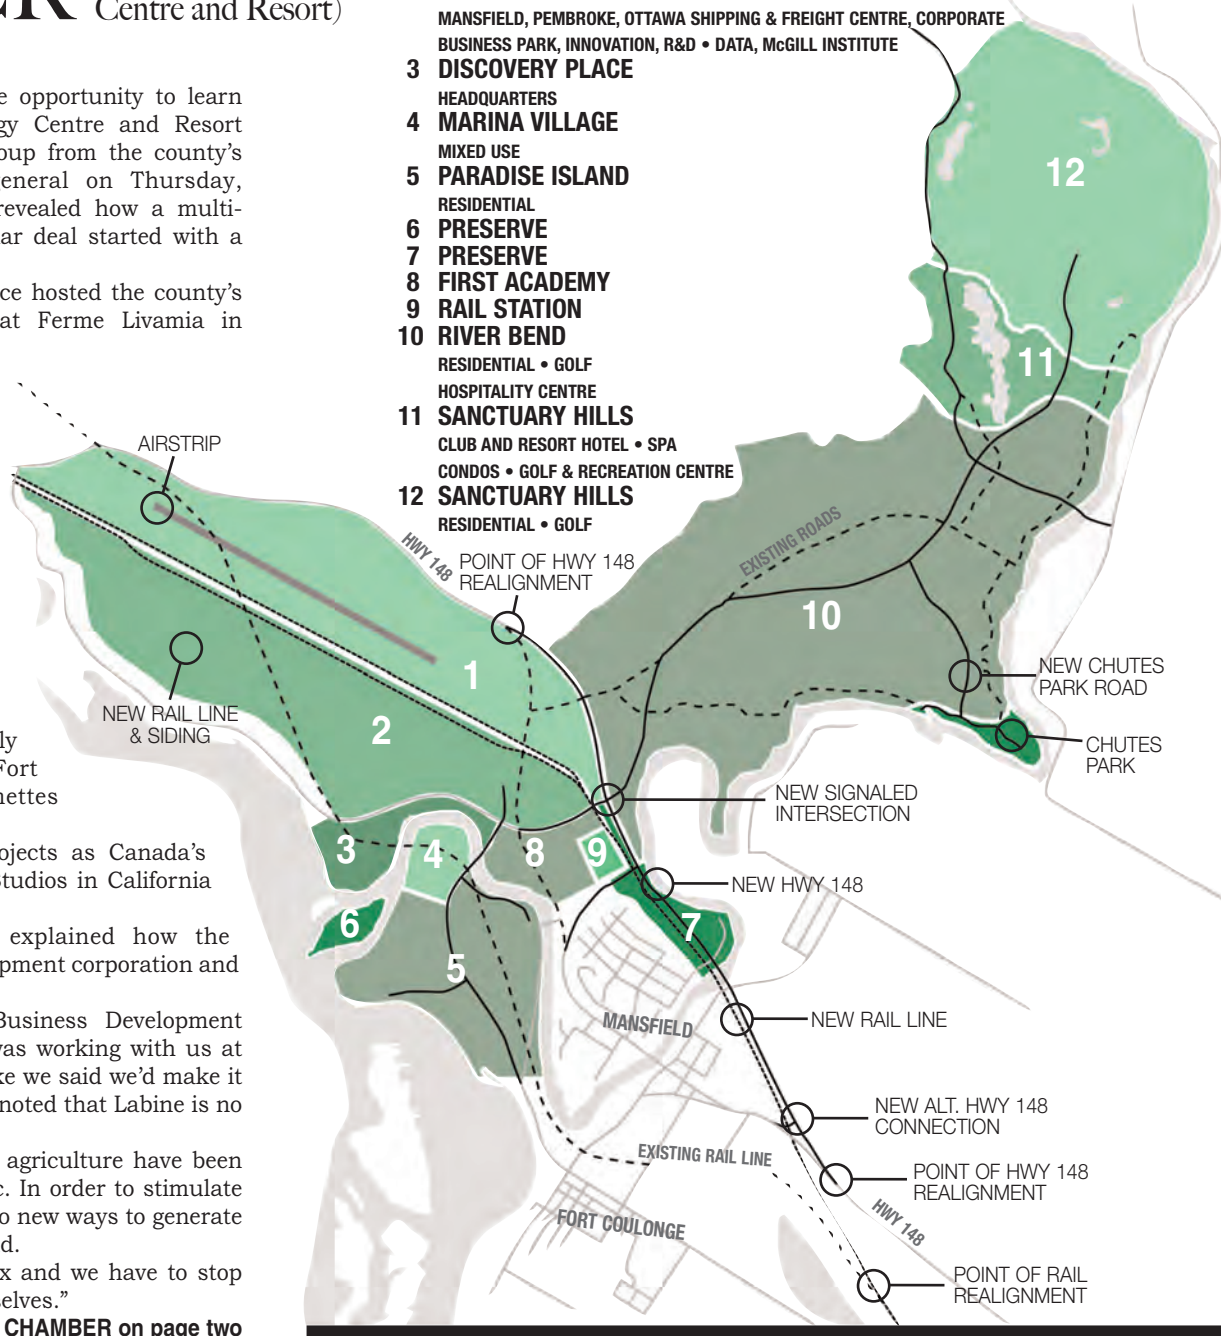 Centre and Resort)
e opportunity to learn
gy Centre and Resort
oup from the county's
general on Thursday,
revealed how a multi-
lar deal started with a
ce hosted the county's
at Ferme Livamia in
ly
Fort
nettes
ojects as Canada's
Studios in California
explained how the
opment corporation and
Business Development
was working with us at
ke we said we'd make it
noted that Labine is no
agriculture have been
c. In order to stimulate
o new ways to generate
d.
x and we have to stop
selves."
CHAMBER on page two
MANSFIELD, PEMBROKE, OTTAWA SHIPPING & FREIGHT CENTRE, CORPORATE
BUSINESS PARK, INNOVATION, R&D • DATA, McGILL INSTITUTE
3 DISCOVERY PLACE
HEADQUARTERS
4 MARINA VILLAGE
MIXED USE
5 PARADISE ISLAND
RESIDENTIAL
6 PRESERVE
7 PRESERVE
8 FIRST ACADEMY
9 RAIL STATION
10 RIVER BEND
RESIDENTIAL • GOLF
HOSPITALITY CENTRE
11 SANCTUARY HILLS
CLUB AND RESORT HOTEL • SPA
CONDOS • GOLF & RECREATION CENTRE
12 SANCTUARY HILLS
RESIDENTIAL • GOLF
12
11
AIRSTRIP
HWY 148
POINT OF HWY 148
REALIGNMENT
EXISTING ROADS
10
1
2
NEW RAIL LINE
& SIDING
NEW CHUTES
PARK ROAD
CHUTES
PARK
NEW SIGNALED
INTERSECTION
3
4
8
9
NEW HWY 148
6
7
5
MANSFIELD
NEW RAIL LINE
NEW ALT. HWY 148
CONNECTION
EXISTING RAIL LINE
POINT OF HWY 148
REALIGNMENT
HWY 148
FORT COULONGE
POINT OF RAIL
REALIGNMENT